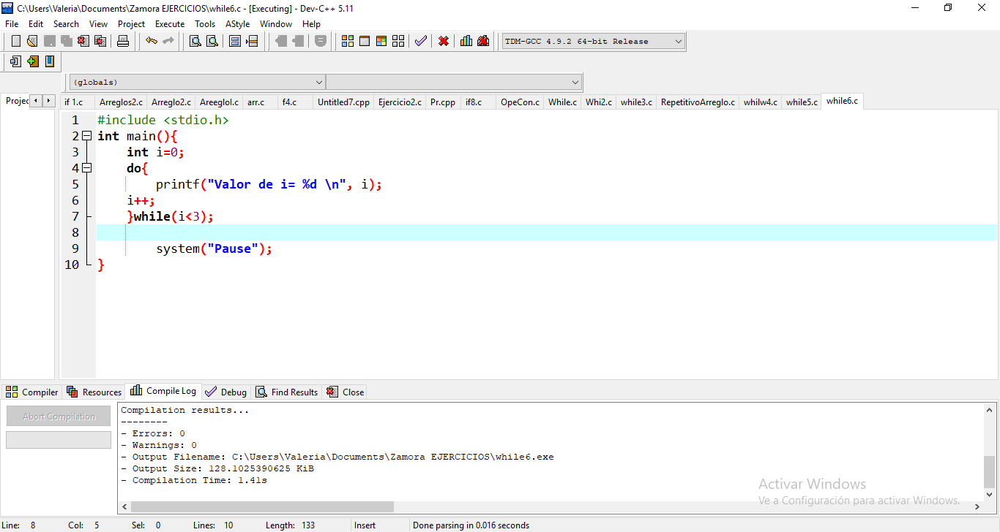 C:\Users\Valeria\Documents\Zamora EJERCICIOS\while6.c - [Executing] - Dev-C++ 5.11
File Edit Search View Project Execute Tools AStyle Window Help
TDM-GCC 4.9.2 64-bit Release
(globals)
Projec if 1.c Arreglos2.c Arreglo2.c Areeglol.c arr.c f4.c Untitled7.cpp Ejercicio2.c Pr.cpp if8.c OpeCon.c While.c Whi2.c while3.c RepetitivoArreglo.c whilw4.c while5.c while6.c
1 #include <stdio.h>
2 int main(){
3 int i=0;
4 do{
5 printf("Valor de i= %d \n", i);
6 i++;
7 }while(i<3);
8
9 system("Pause");
10 }
Compiler Resources Compile Log Debug Find Results Close
Abort Compilation
Compilation results...
--------
- Errors: 0
- Warnings: 0
- Output Filename: C:\Users\Valeria\Documents\Zamora EJERCICIOS\while6.exe
- Output Size: 128.1025390625 KiB
- Compilation Time: 1.41s
Activar Windows
Ve a Configuración para activar Windows.
Line: 8 Col: 5 Sel: 0 Lines: 10 Length: 133 Insert Done parsing in 0.016 seconds